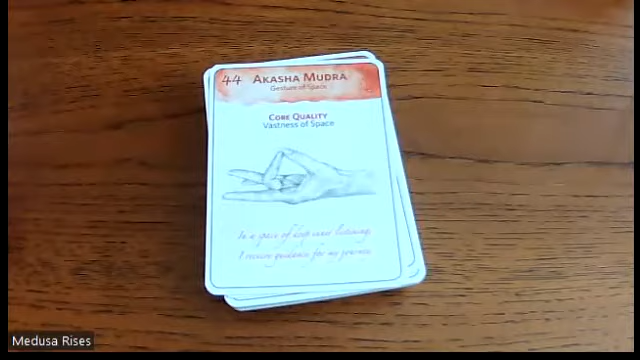 44 AKASHA MUDRA
Gesture of Space
CORE QUALITY
Vastness of Space
In a space of deep inner listening,
I receive guidance for my journey.
Medusa Rises